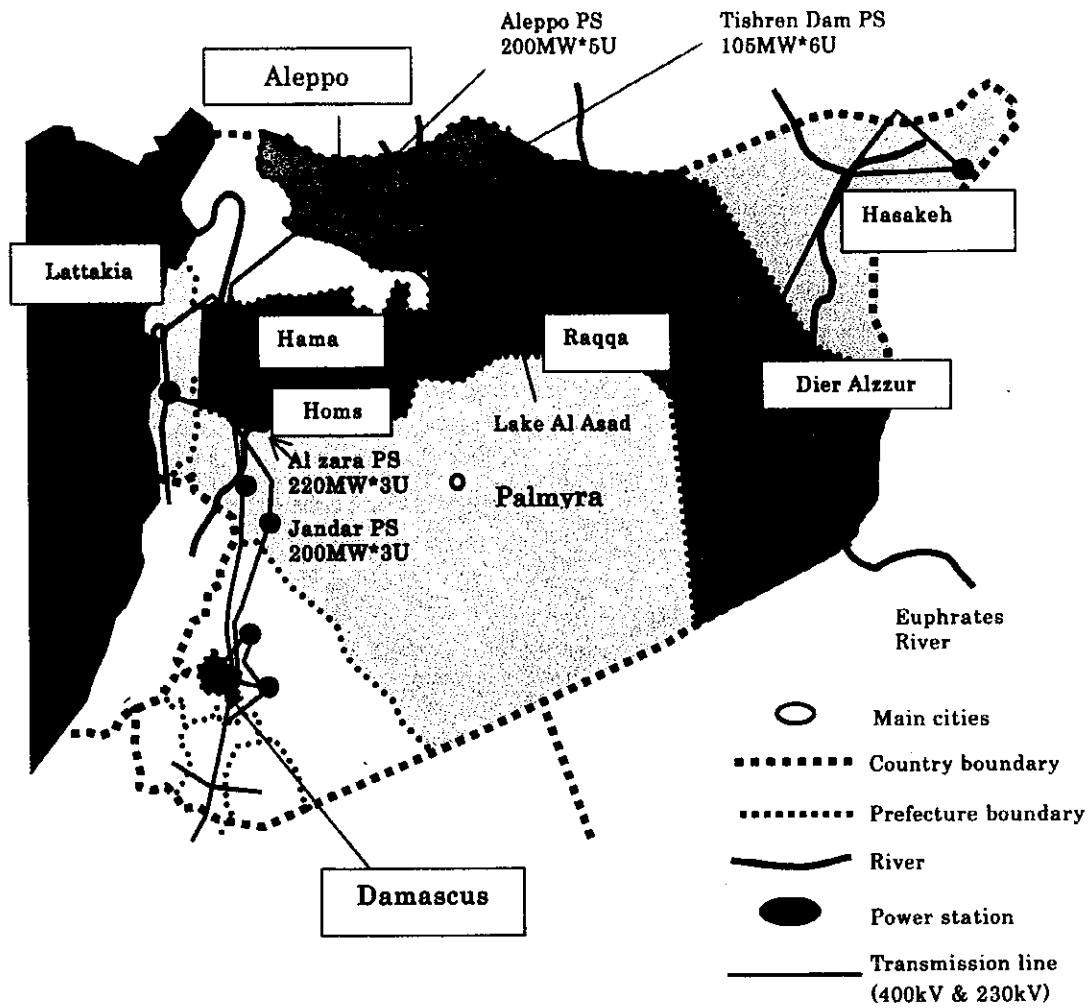 Aleppo PS
200MW*5U
Tishren Dam PS
105MW*6U
Aleppo
Hasakeh
Lattakia
Hama
Raqqa
Dier Alzzur
Homs
Lake Al Asad
Al zara PS
220MW*3U
Palmyra
Jandar PS
200MW*3U
Euphrates
River
Main cities
Country boundary
Prefecture boundary
River
Damascus
Power station
Transmission line
(400kV & 230kV)